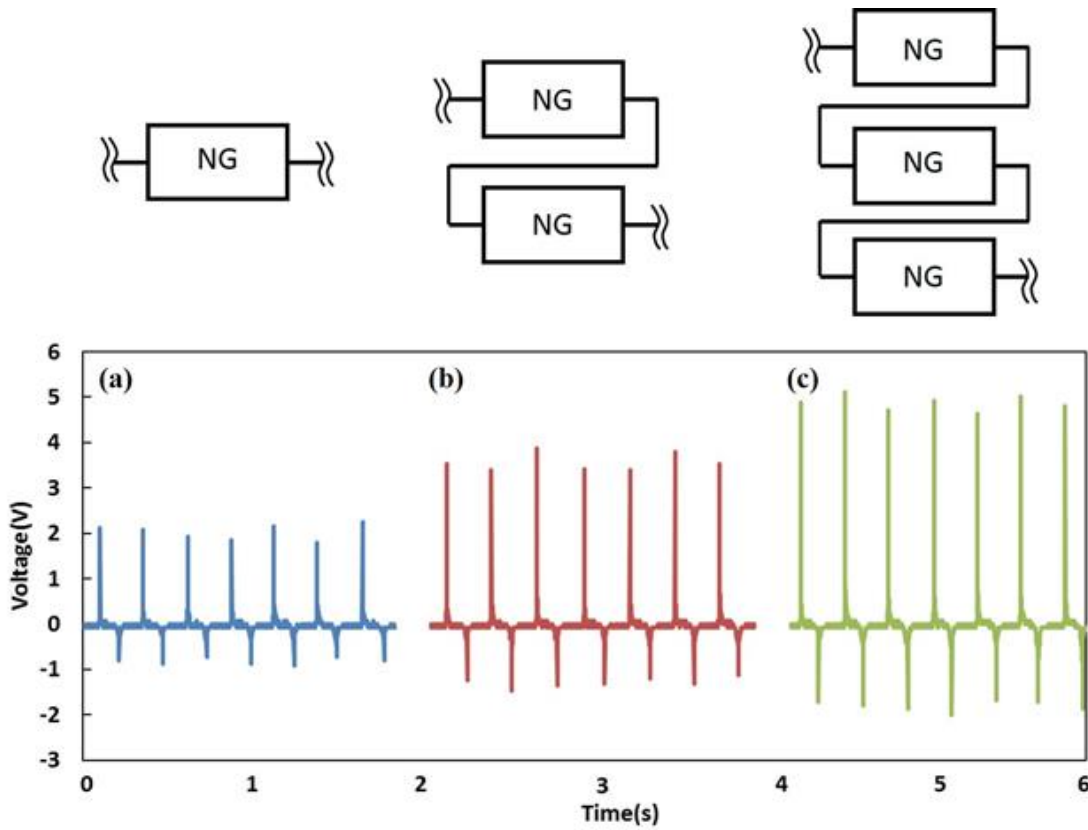 NG
NG
NG
NG
NG
NG
(a)
(b)
(c)
6
5
4
3
2
1
0
-1
-2
-3
Voltage(V)
0 1 2 3 4 5 6
Time(s)